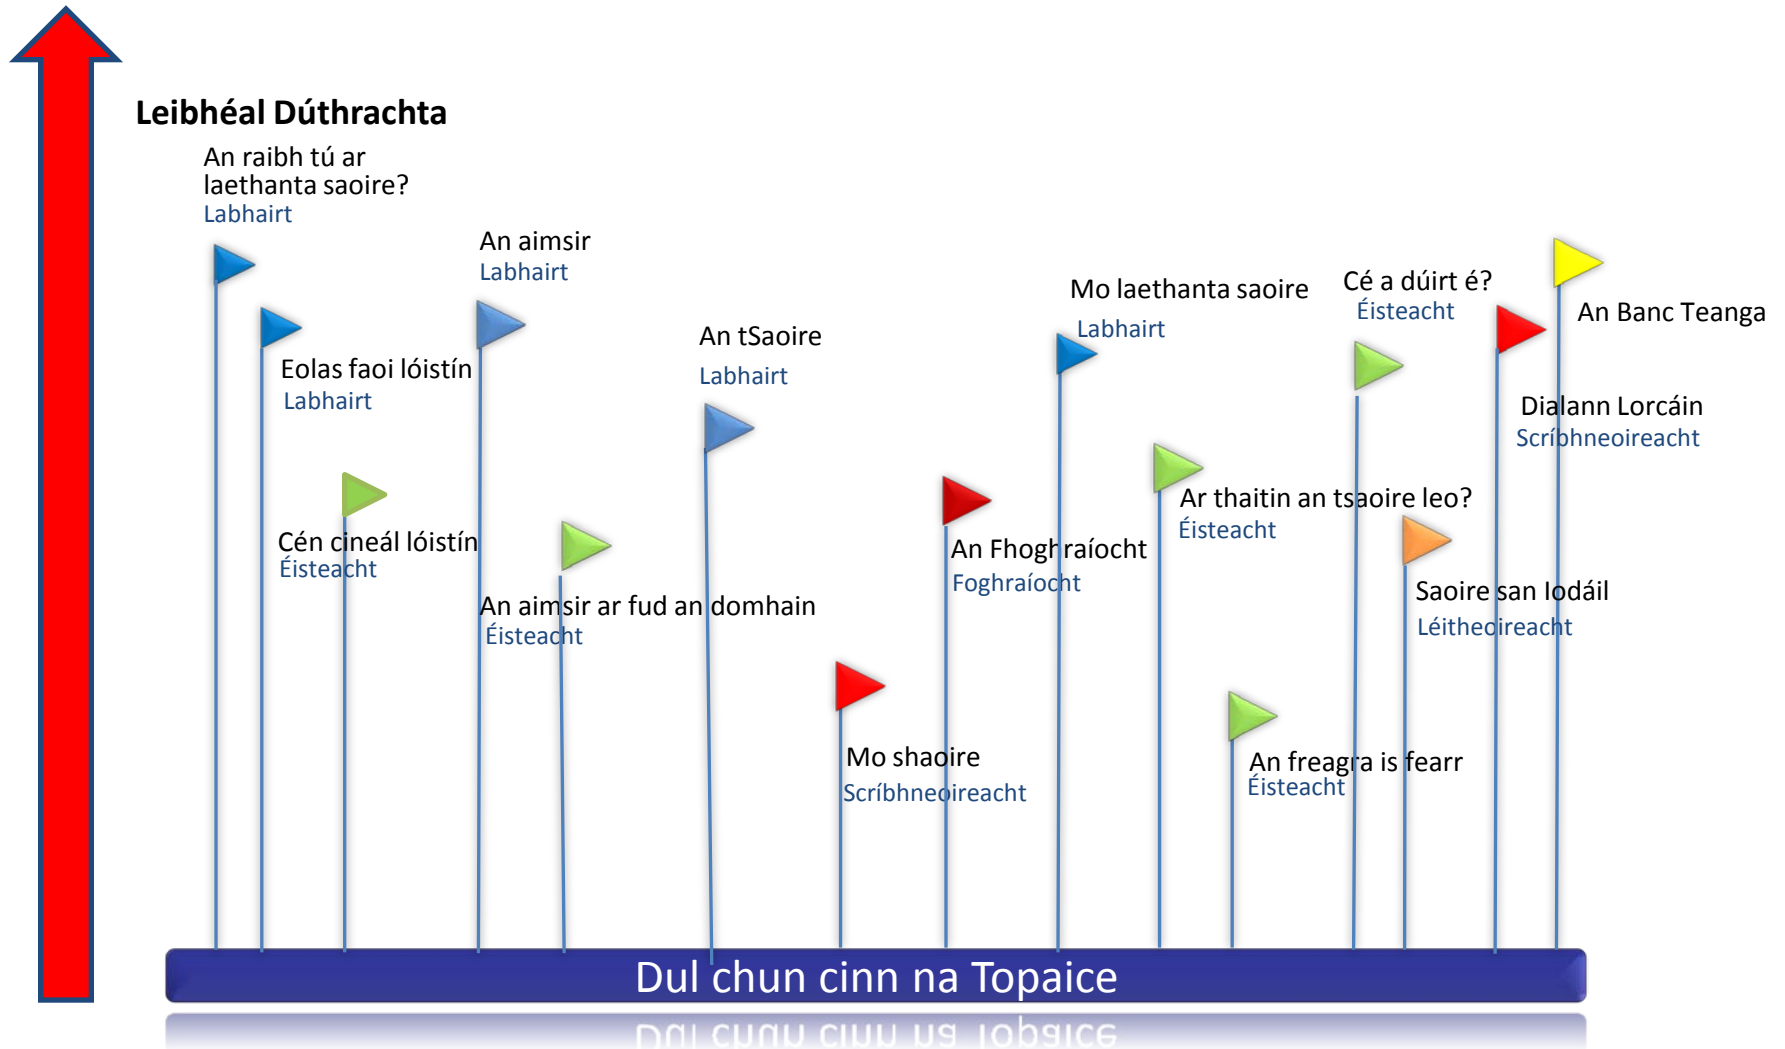 Leibhéal Dúthrachta
An raibh tú ar
laethanta saoire?
Labhairt
Eolas faoi lóistín
Labhairt
Cén cineál lóistín
Éisteacht
An aimsir
Labhairt
An aimsir ar fud an domhain
Éisteacht
An tSaoire
Labhairt
Mo shaoire
Scríbhneoireacht
An Fhoghraíocht
Foghraíocht
Mo laethanta saoire
Labhairt
Ar thaitin an tsaoire leo?
Éisteacht
An freagra is fearr
Éisteacht
Cé a dúirt é?
Éisteacht
Saoire san Iodáil
Léitheoireacht
Dialann Lorcáin
Scríbhneoireacht
An Banc Teanga
Dul chun cinn na Topaice